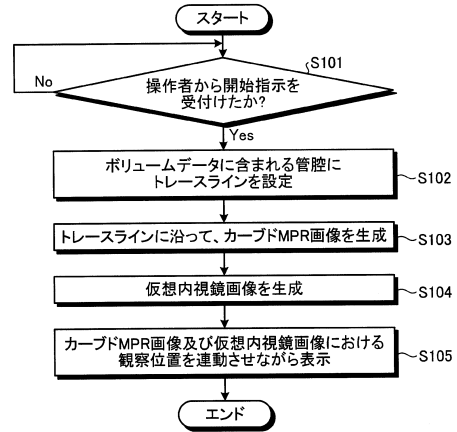 スタート
S101
操作者から開始指示を
受付けたか?
No
Yes
ボリュームデータに含まれる管腔に
トレースラインを設定
S102
トレースラインに沿って、カーブドMPR画像を生成
S103
仮想内視鏡画像を生成
S104
カーブドMPR画像及び仮想内視鏡画像における
観察位置を連動させながら表示
S105
エンド